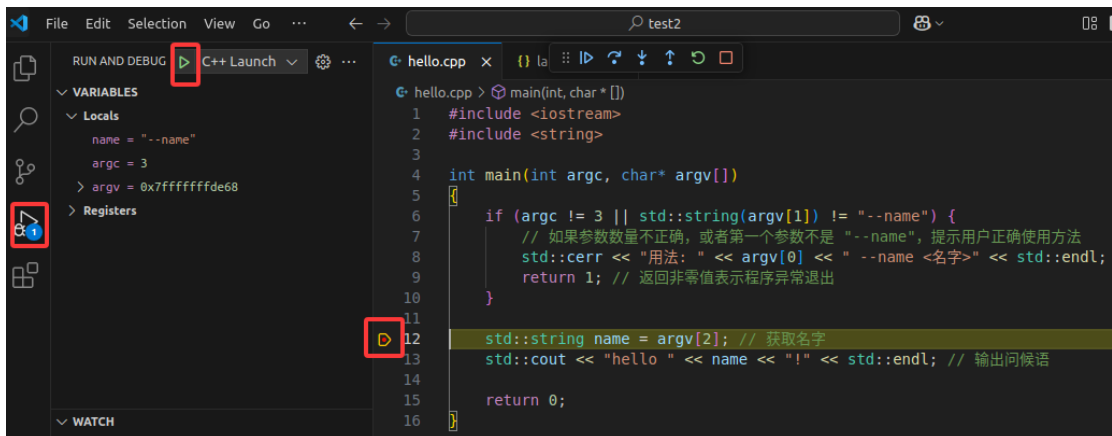 File Edit Selection View Go ··· test2
RUN AND DEBUG C++ Launch ···
VARIABLES
Locals
name = "--name"
argc = 3
argv = 0x7fffffffde68
Registers
1
WATCH
hello.cpp {} la
hello.cpp > main(int, char * [])
1 #include <iostream>
2 #include <string>
3
4 int main(int argc, char* argv[])
5 {
6 if (argc != 3 || std::string(argv[1]) != "--name") {
7 // 如果参数数量不正确，或者第一个参数不是 "--name"，提示用户正确使用方法
8 std::cerr << "用法: " << argv[0] << " --name <名字>" << std::endl;
9 return 1; // 返回非零值表示程序异常退出
10 }
11
12 std::string name = argv[2]; // 获取名字
13 std::cout << "hello " << name << "!" << std::endl; // 输出问候语
14
15 return 0;
16 }